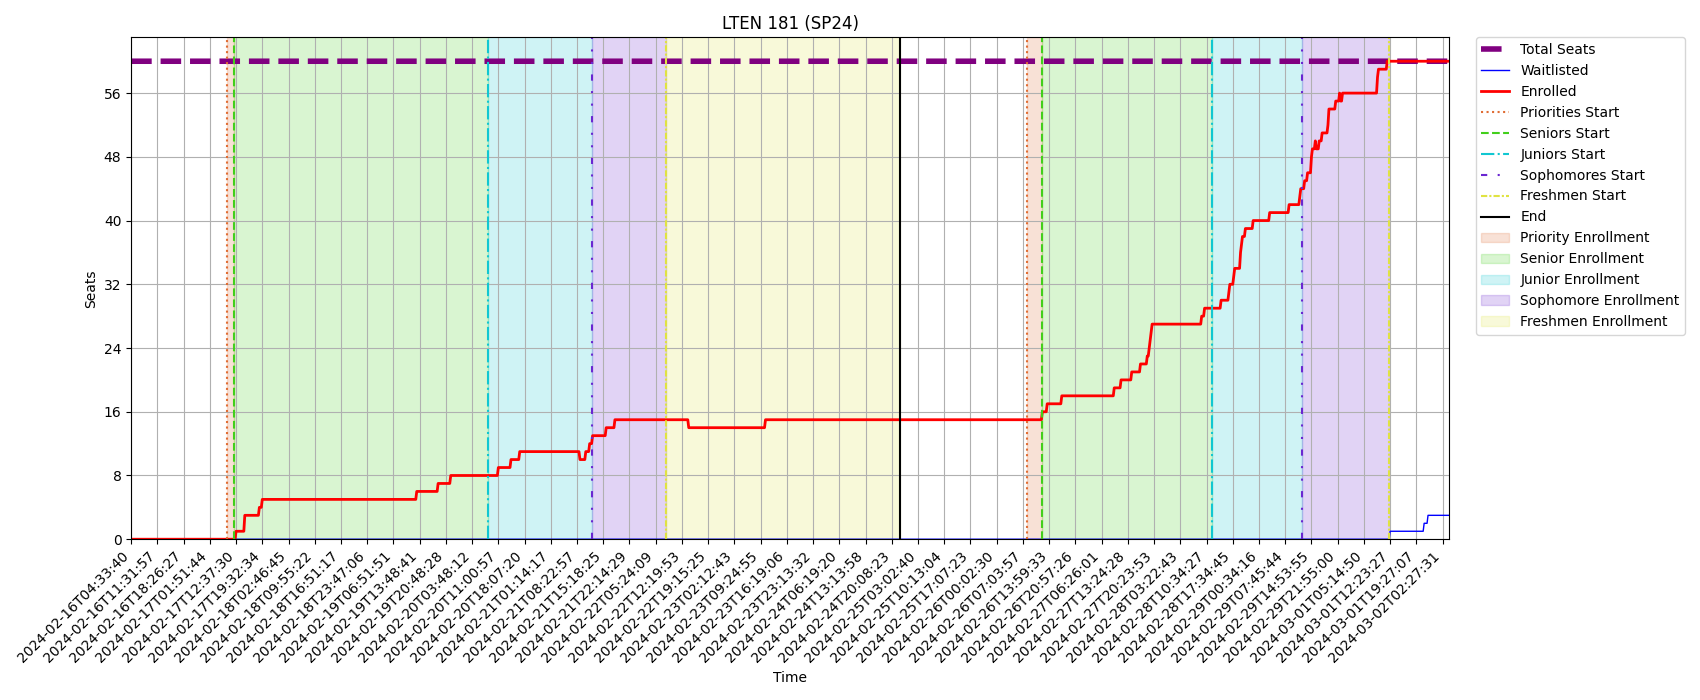 LTEN 181 (SP24)
Seats
56
48
40
32
24
16
8
0
2024-02-16T04:33:40
2024-02-16T11:31:57
2024-02-16T18:26:27
2024-02-17T01:51:44
2024-02-17T12:37:30
2024-02-17T19:32:34
2024-02-18T02:46:45
2024-02-18T09:55:22
2024-02-18T16:51:17
2024-02-18T23:47:06
2024-02-19T06:51:51
2024-02-19T13:48:41
2024-02-19T20:48:28
2024-02-20T03:48:12
2024-02-20T11:00:57
2024-02-20T18:07:20
2024-02-21T01:14:17
2024-02-21T08:22:57
2024-02-21T15:18:25
2024-02-21T22:14:29
2024-02-22T05:24:09
2024-02-22T12:19:53
2024-02-22T19:15:25
2024-02-23T02:12:43
2024-02-23T09:24:55
2024-02-23T16:19:06
2024-02-23T23:13:32
2024-02-24T06:19:20
2024-02-24T13:13:58
2024-02-24T20:08:23
2024-02-25T03:02:40
2024-02-25T10:13:04
2024-02-25T17:07:23
2024-02-26T00:02:30
2024-02-26T07:03:57
2024-02-26T13:59:33
2024-02-26T20:57:26
2024-02-27T06:26:01
2024-02-27T13:24:28
2024-02-27T20:23:53
2024-02-28T03:22:43
2024-02-28T10:34:27
2024-02-28T17:34:45
2024-02-29T00:34:16
2024-02-29T07:45:44
2024-02-29T14:53:55
2024-02-29T21:55:00
2024-03-01T05:14:50
2024-03-01T12:23:27
2024-03-01T19:27:07
2024-03-02T02:27:31
Time
Total Seats
Waitlisted
Enrolled
Priorities Start
Seniors Start
Juniors Start
Sophomores Start
Freshmen Start
End
Priority Enrollment
Senior Enrollment
Junior Enrollment
Sophomore Enrollment
Freshmen Enrollment